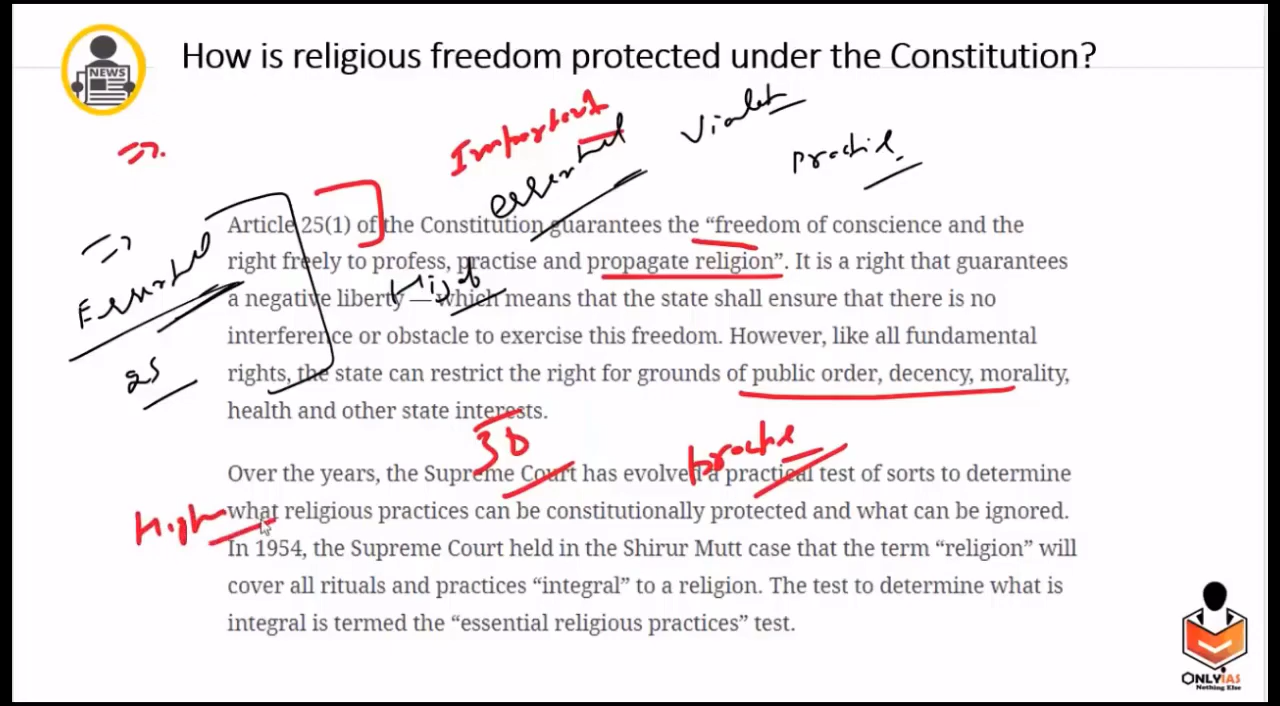 NEWS
How is religious freedom protected under the Constitution?
Important
essential
Violet
practice
Article 25(1) of the Constitution guarantees the “freedom of conscience and the
right freely to profess, practise and propagate religion”. It is a right that guarantees
a negative liberty — which means that the state shall ensure that there is no
interference or obstacle to exercise this freedom. However, like all fundamental
rights, the state can restrict the right for grounds of public order, decency, morality,
health and other state interests.
Essential
Hijab
25
Over the years, the Supreme Court has evolved a practical test of sorts to determine
what religious practices can be constitutionally protected and what can be ignored.
In 1954, the Supreme Court held in the Shirur Mutt case that the term “religion” will
cover all rituals and practices “integral” to a religion. The test to determine what is
integral is termed the “essential religious practices” test.
High
ONLYIAS
Nothing Else